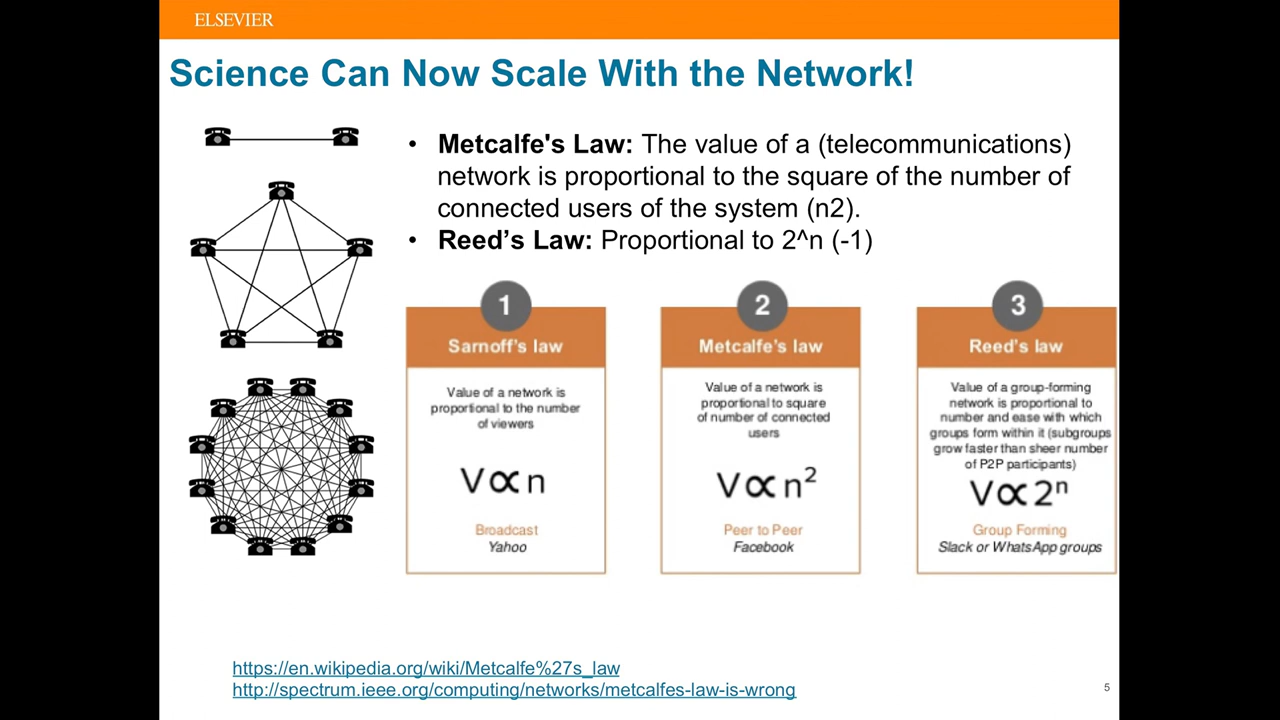 ELSEVIER
Science Can Now Scale With the Network!
• Metcalfe's Law: The value of a (telecommunications)
network is proportional to the square of the number of
connected users of the system (n2).
• Reed’s Law: Proportional to 2^n (-1)
1
Sarnoff's law
Value of a network is
proportional to the number
of viewers
V∝n
Broadcast
Yahoo
2
Metcalfe's law
Value of a network is
proportional to square
of number of connected
users
V∝n²
Peer to Peer
Facebook
3
Reed's law
Value of a group-forming
network is proportional to
number and ease with which
groups form within it (subgroups
grow faster than sheer number
of P2P participants)
V∝2ⁿ
Group Forming
Slack or WhatsApp groups
https://en.wikipedia.org/wiki/Metcalfe%27s_law
http://spectrum.ieee.org/computing/networks/metcalfes-law-is-wrong
5